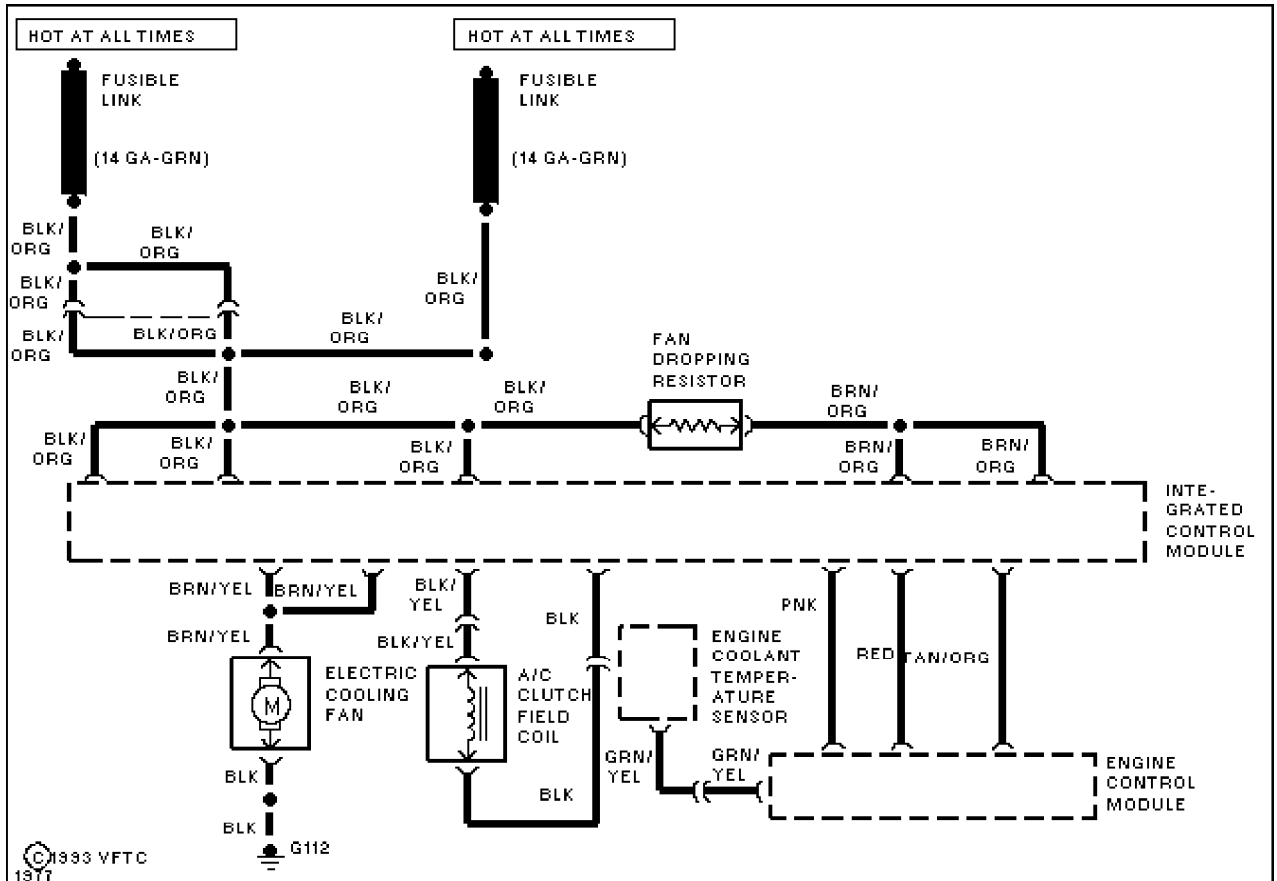 HOT AT ALL TIMES
HOT AT ALL TIMES
FUSIBLE
LINK
(14 GA-GRN)
FUSIBLE
LINK
(14 GA-GRN)
BLK/
ORG
BLK/
ORG
BLK/
ORG
BLK/
ORG
BLK/
ORG
BLK/ORG
BLK/
ORG
BLK/
ORG
BLK/
ORG
BLK/
ORG
FAN
DROPPING
RESISTOR
BRN/
ORG
BLK/
ORG
BLK/
ORG
BLK/
ORG
BRN/
ORG
BRN/
ORG
INTE-
GRATED
CONTROL
MODULE
BRN/YEL
BRN/YEL
BLK/
YEL
BLK
PNK
RED
TAN/ORG
BRN/YEL
BLK/YEL
ELECTRIC
COOLING
FAN
M
A/C
CLUTCH
FIELD
COIL
ENGINE
COOLANT
TEMPER-
ATURE
SENSOR
GRN/
YEL
GRN/
YEL
BLK
BLK
BLK
ENGINE
CONTROL
MODULE
G112
© 1993 VFTC
1977